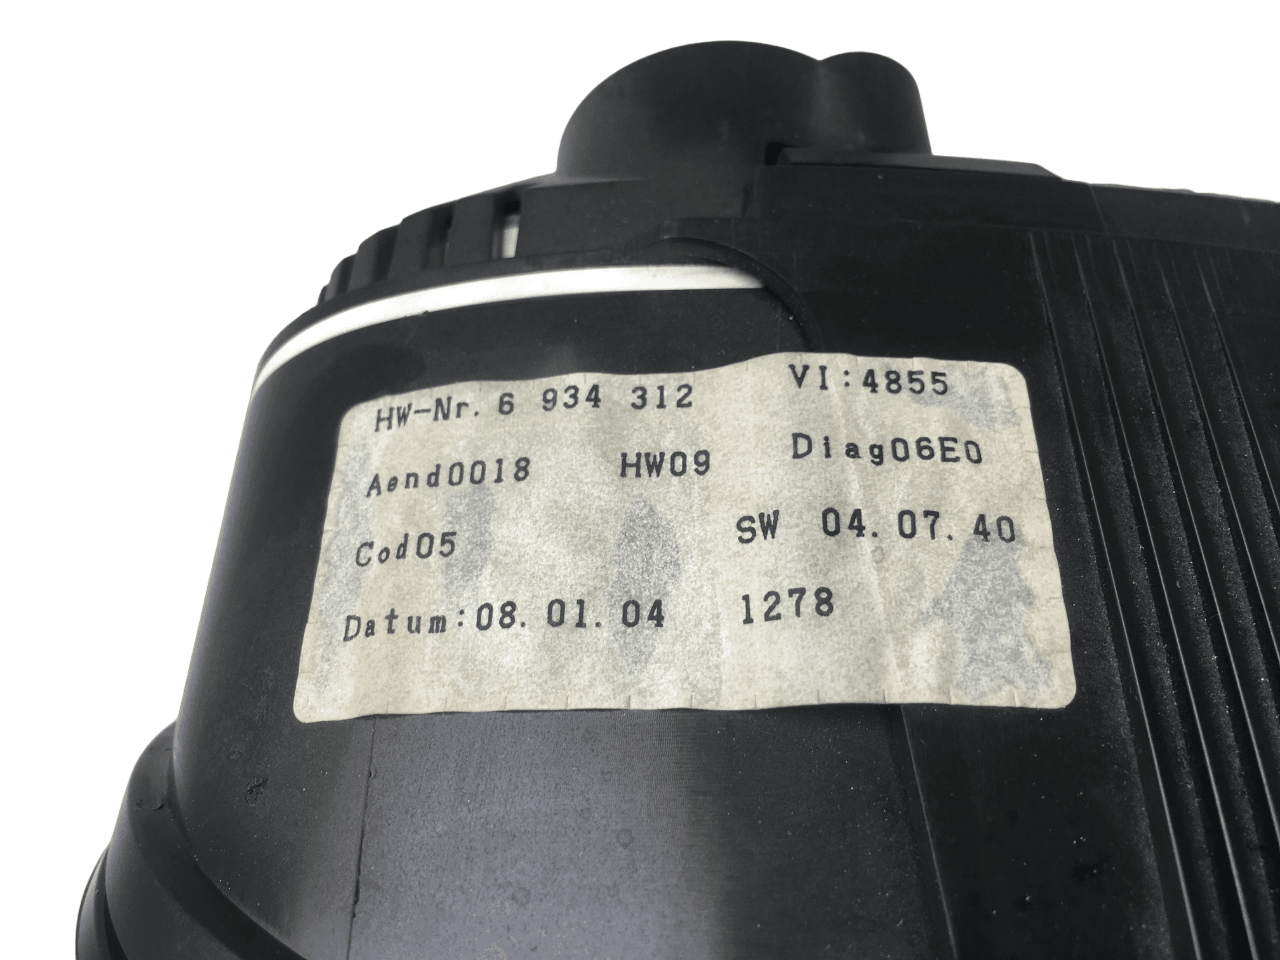 HW-Nr. 6 934 312 VI:4855
Aend0018 HW09 Diag06E0
Cod05 SW 04.07.40
Datum:08.01.04 1278